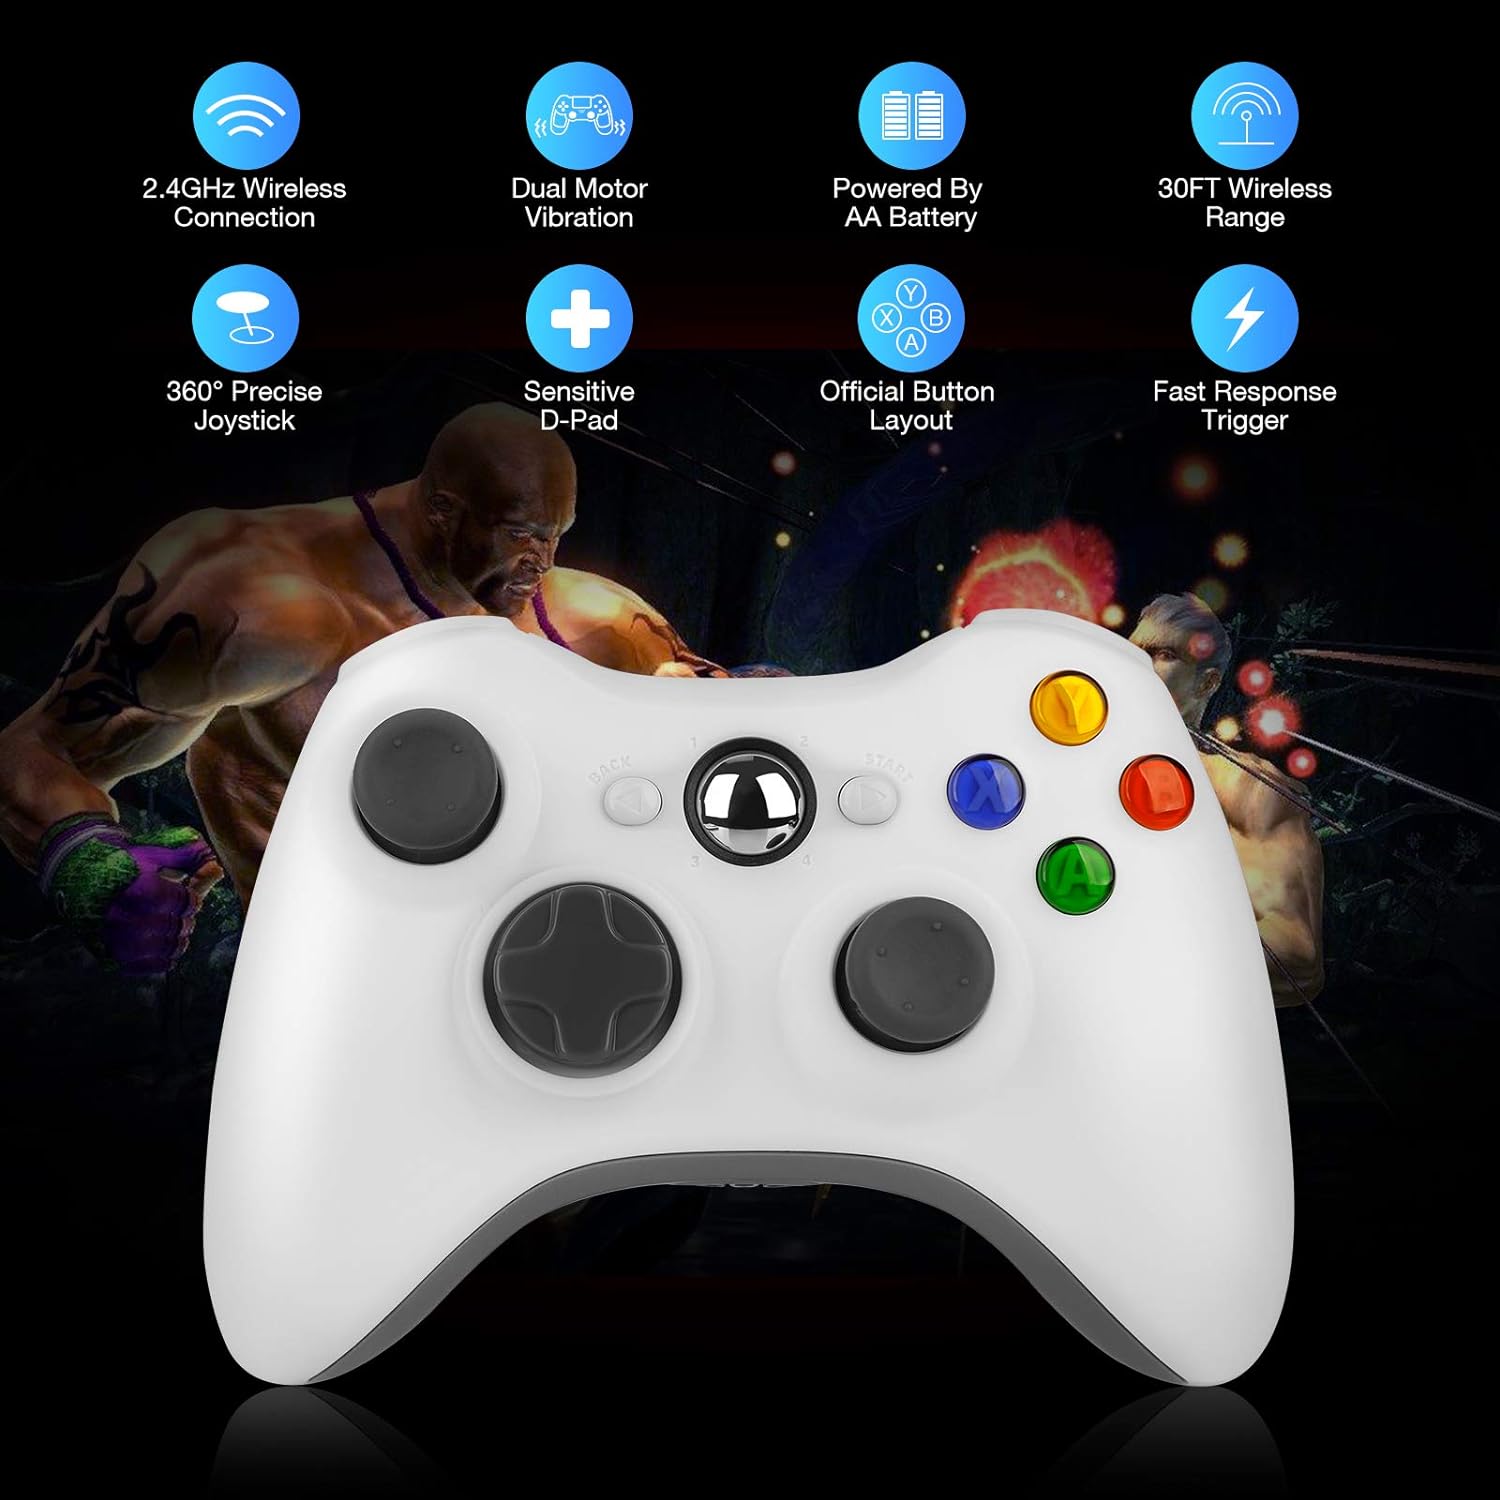 2.4GHz Wireless
Connection
Dual Motor
Vibration
Powered By
AA Battery
30FT Wireless
Range
360° Precise
Joystick
Sensitive
D-Pad
Y
X B
A
Official Button
Layout
Fast Response
Trigger
1 2
BACK
START
3 4
Y
X
B
A